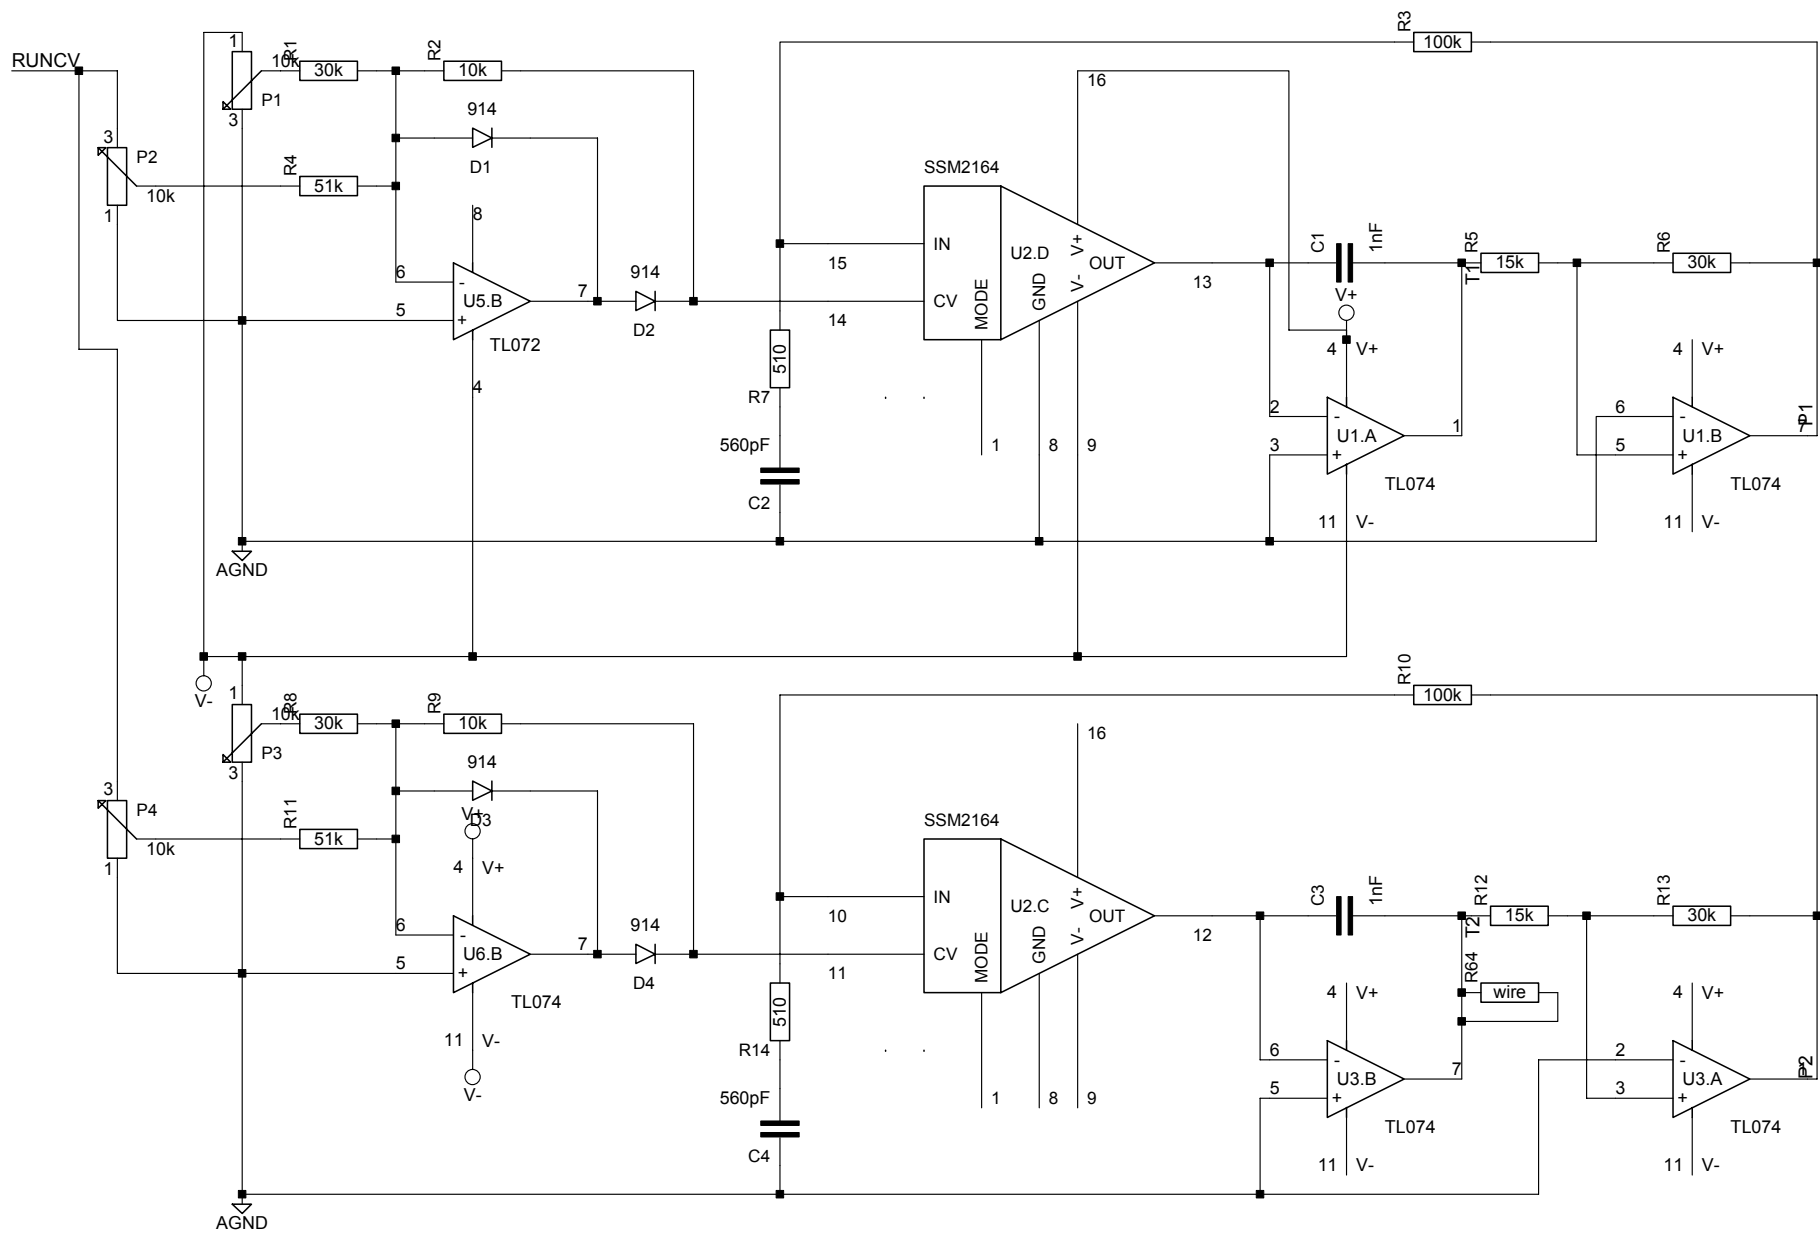 RUNCV
1
10k
P1
3
R1
30k
R2
10k
914
D1
3
P2
10k
1
R4
51k
8
6
5
U5.B
-
+
7
TL072
4
914
D2
R3
100k
16
SSM2164
IN
CV
MODE
U2.D
GND
V+
V-
OUT
15
14
13
1
8
9
R7
510
560pF
C2
C1
1nF
V+
4 V+
2
3
-
+
U1.A
1
TL074
11 V-
T1
R5
15k
R6
30k
4 V+
6
5
-
+
U1.B
7
P1
TL074
11 V-
AGND
V-
1
10k
P3
3
R8
30k
R9
10k
914
D3
V+
4 V+
3
P4
10k
1
R11
51k
6
5
-
+
U6.B
7
TL074
11 V-
V-
914
D4
R10
100k
16
SSM2164
IN
CV
MODE
U2.C
GND
V+
V-
OUT
10
11
12
1
8
9
R14
510
560pF
C4
C3
1nF
T2
R12
15k
R13
30k
R64
wire
4 V+
6
5
-
+
U3.B
7
TL074
11 V-
4 V+
2
3
-
+
U3.A
1
P2
TL074
11 V-
AGND